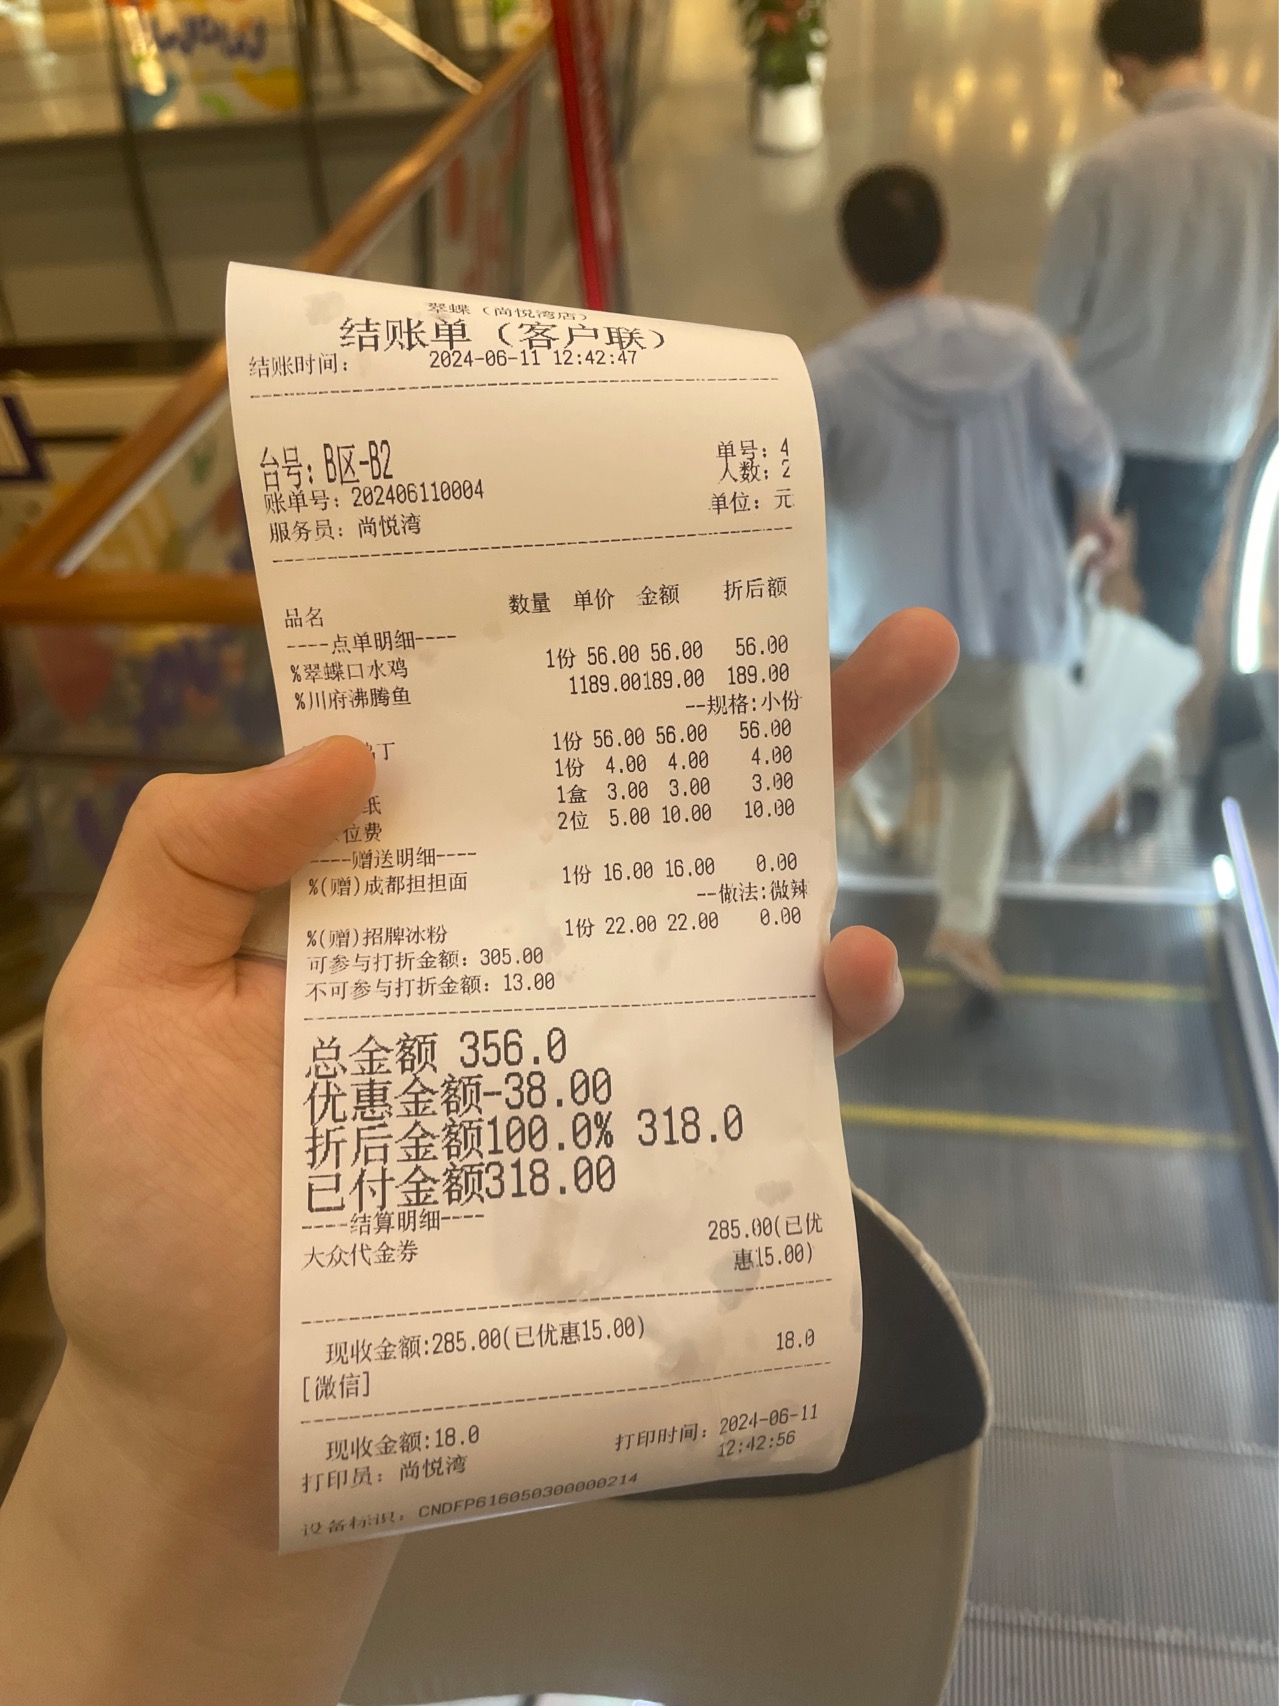 翠蝶（尚悦湾店）
结账单（客户联）
结账时间： 2024-06-11 12:42:47
台号：B区-B2 单号：4
人数：2
账单号：202406110004
服务员：尚悦湾 单位：元
品名 数量 单价 金额 折后额
----点单明细----
%翠蝶口水鸡 1份 56.00 56.00 56.00
%川府沸腾鱼 1189.00189.00 189.00
--规格:小份
丁 1份 56.00 56.00 56.00
1份 4.00 4.00 4.00
纸 1盒 3.00 3.00 3.00
位费 2位 5.00 10.00 10.00
----赠送明细----
%(赠)成都担担面 1份 16.00 16.00 0.00
--做法:微辣
%(赠)招牌冰粉 1份 22.00 22.00 0.00
可参与打折金额：305.00
不可参与打折金额：13.00
总金额 356.0
优惠金额-38.00
折后金额100.0% 318.0
已付金额318.00
----结算明细----
大众代金券 285.00(已优
惠15.00)
现收金额:285.00(已优惠15.00)
[微信] 18.0
现收金额:18.0
打印员：尚悦湾 打印时间：2024-06-11
12:42:56
设备标识：CNDFP616050300000214